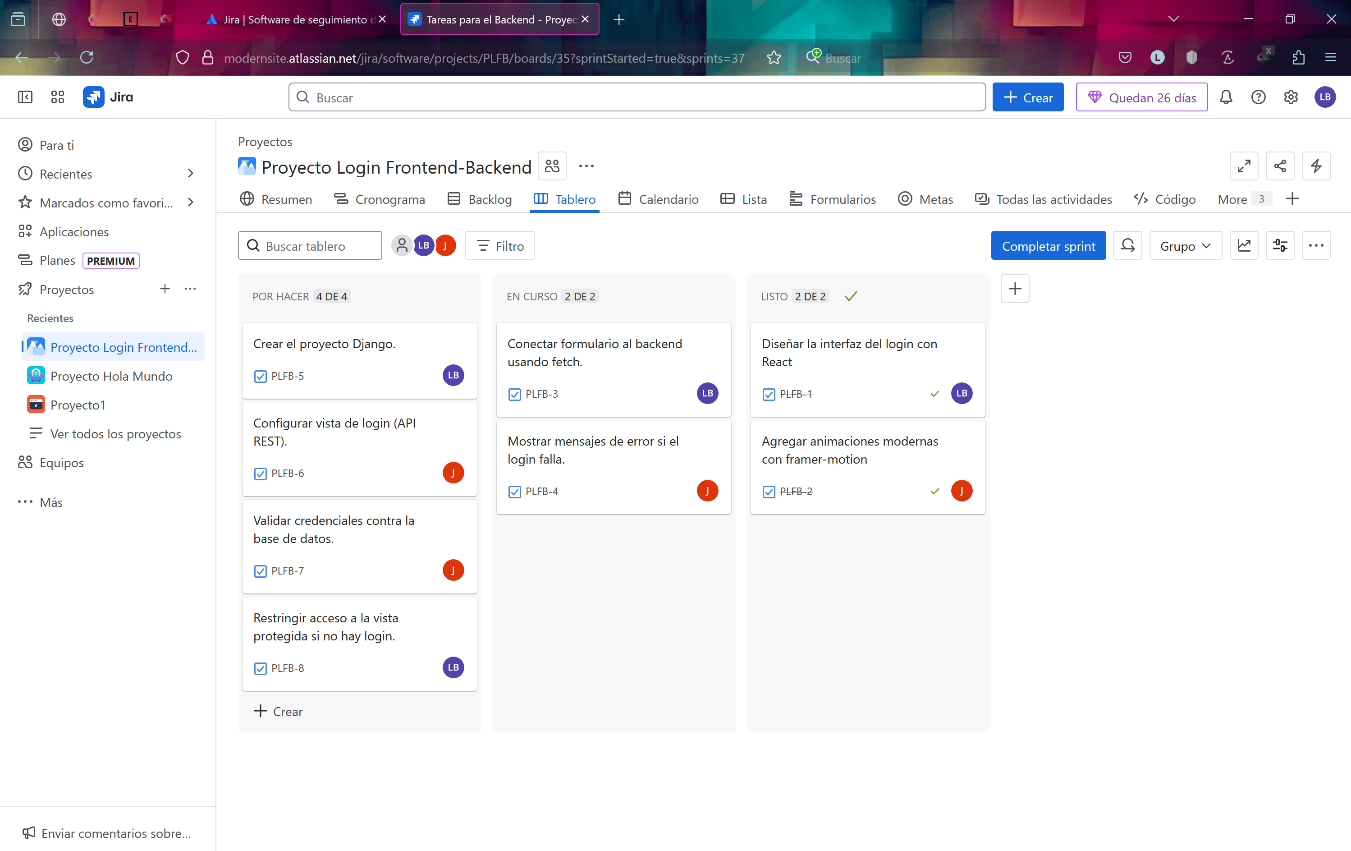 E
Jira | Software de seguimiento d
Tareas para el Backend - Proyec
modernsite.atlassian.net/jira/software/projects/PLFB/boards/35?sprintStarted=true&sprints=37
Buscar
L
X
Jira
Buscar
Crear
Quedan 26 días
LB
Para ti
Recientes
Marcados como favori...
Aplicaciones
Planes PREMIUM
Proyectos
Recientes
Proyecto Login Frontend...
Proyecto Hola Mundo
Proyecto1
Ver todos los proyectos
Equipos
Más
Enviar comentarios sobre...
Proyectos
Proyecto Login Frontend-Backend
Resumen Cronograma Backlog Tablero Calendario Lista Formularios Metas Todas las actividades Código More 3
Buscar tablero LB J Filtro Completar sprint Grupo
POR HACER 4 DE 4
Crear el proyecto Django.
PLFB-5 LB
Configurar vista de login (API
REST).
PLFB-6 J
Validar credenciales contra la
base de datos.
PLFB-7 J
Restringir acceso a la vista
protegida si no hay login.
PLFB-8 LB
Crear
EN CURSO 2 DE 2
Conectar formulario al backend
usando fetch.
PLFB-3 LB
Mostrar mensajes de error si el
login falla.
PLFB-4 J
LISTO 2 DE 2
Diseñar la interfaz del login con
React
PLFB-1 LB
Agregar animaciones modernas
con framer-motion
PLFB-2 J